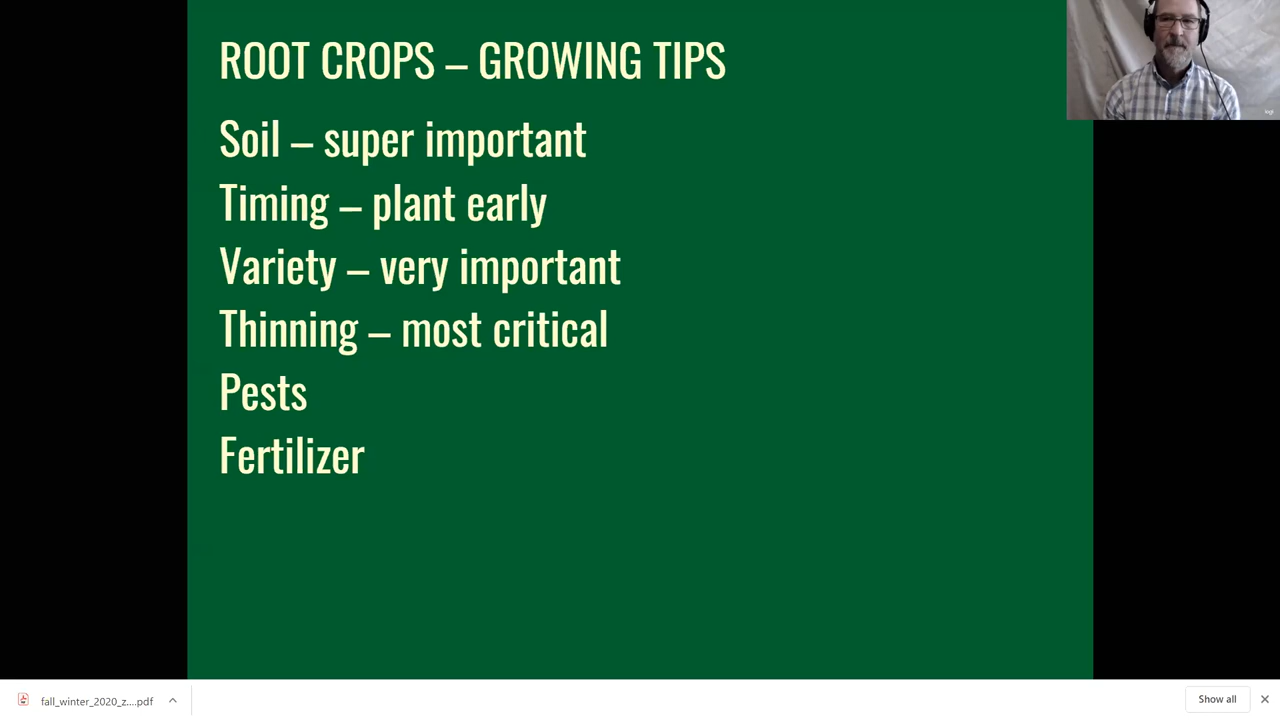 ROOT CROPS – GROWING TIPS
Soil – super important
Timing – plant early
Variety – very important
Thinning – most critical
Pests
Fertilizer
fall_winter_2020_z....pdf
Show all